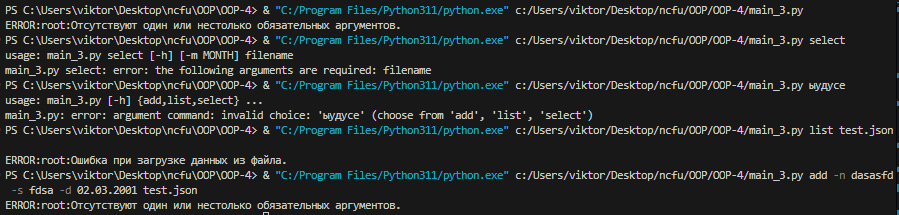 PS C:\Users\viktor\Desktop\ncfu\OOP\OOP-4> & "C:/Program Files/Python311/python.exe" c:/Users/viktor/Desktop/ncfu/OOP/OOP-4/main_3.py
ERROR:root:Отсутствуют один или нестолько обязательных аргументов.
PS C:\Users\viktor\Desktop\ncfu\OOP\OOP-4> & "C:/Program Files/Python311/python.exe" c:/Users/viktor/Desktop/ncfu/OOP/OOP-4/main_3.py select
usage: main_3.py select [-h] [-m MONTH] filename
main_3.py select: error: the following arguments are required: filename
PS C:\Users\viktor\Desktop\ncfu\OOP\OOP-4> & "C:/Program Files/Python311/python.exe" c:/Users/viktor/Desktop/ncfu/OOP/OOP-4/main_3.py ыудусе
usage: main_3.py [-h] {add,list,select} ...
main_3.py: error: argument command: invalid choice: 'ыудусе' (choose from 'add', 'list', 'select')
PS C:\Users\viktor\Desktop\ncfu\OOP\OOP-4> & "C:/Program Files/Python311/python.exe" c:/Users/viktor/Desktop/ncfu/OOP/OOP-4/main_3.py list test.json
ERROR:root:Ошибка при загрузке данных из файла.
PS C:\Users\viktor\Desktop\ncfu\OOP\OOP-4> & "C:/Program Files/Python311/python.exe" c:/Users/viktor/Desktop/ncfu/OOP/OOP-4/main_3.py add -n dasasfd
-s fdsa -d 02.03.2001 test.json
ERROR:root:Отсутствуют один или нестолько обязательных аргументов.